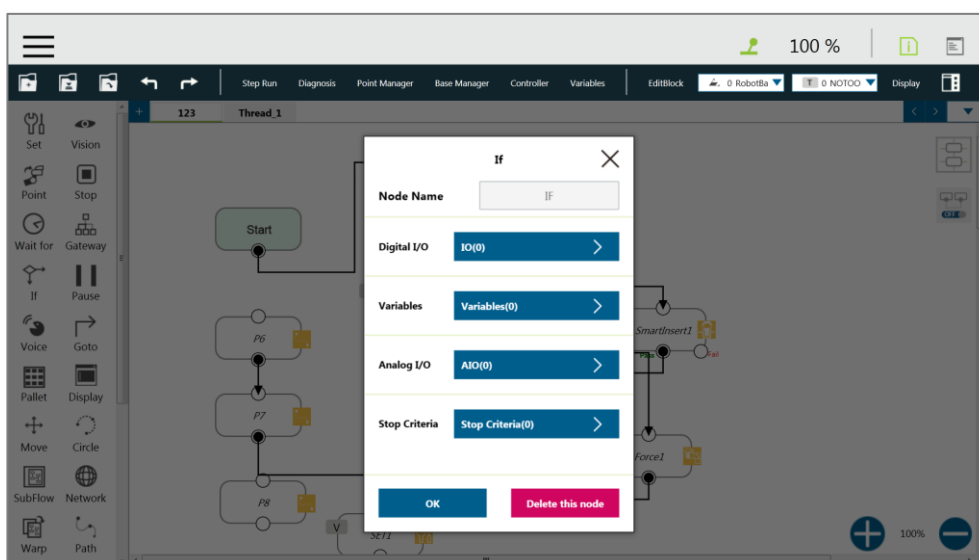 100 %
Step Run Diagnosis Point Manager Base Manager Controller Variables EditBlock 0 RobotBa T 0 NOTOO Display
+ 123 Thread_1
Set Vision
Point Stop
Wait for Gateway
If Pause
Voice Goto
Pallet Display
Move Circle
SubFlow Network
Warp Path
Start
P6
P7
P8
V
SET1
If
Node Name IF
Digital I/O IO(0)
Variables Variables(0)
Analog I/O AIO(0)
Stop Criteria Stop Criteria(0)
OK Delete this node
SmartInsert1
Pass Fail
Force1
OFF
100%